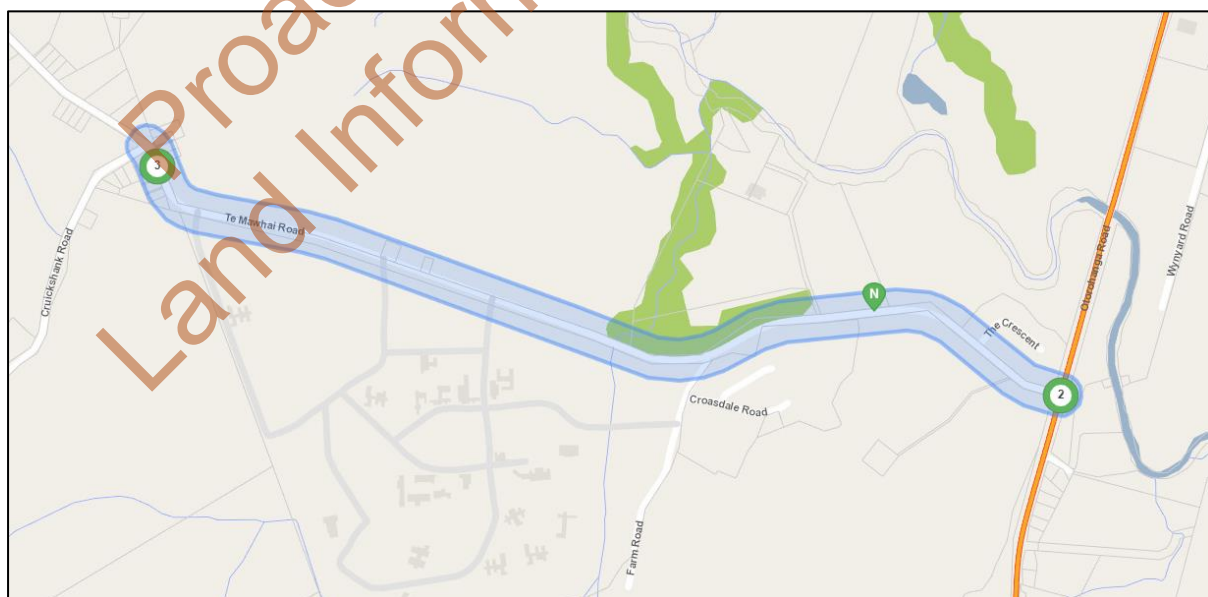 Proac
Land Inform
3
Te Mawhai Road
Cruickshank Road
N
The Crescent
Otorohanga Road
Wynyard Road
2
Croasdale Road
Farm Road